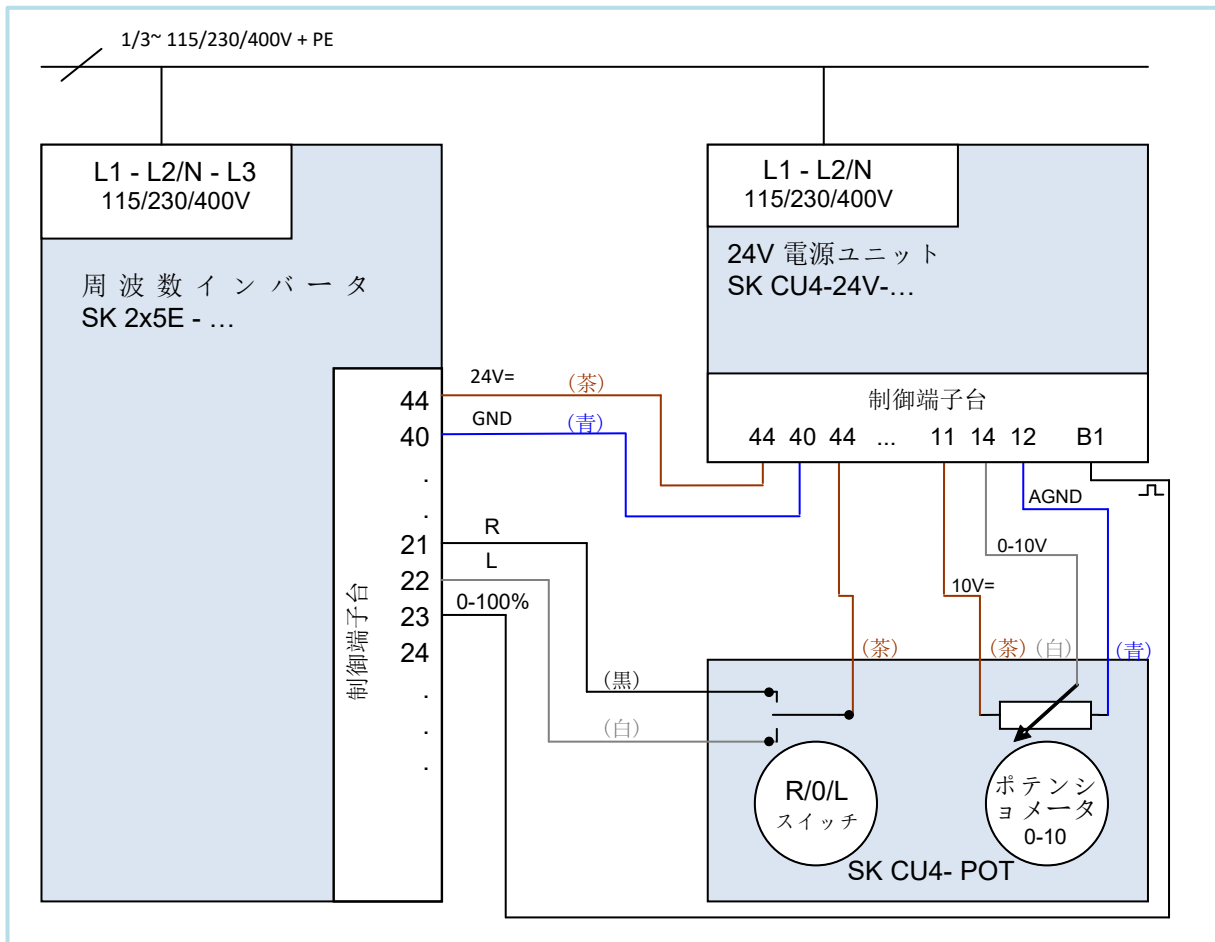 1/3~ 115/230/400V + PE
L1 - L2/N - L3
115/230/400V
周波数インバータ
SK 2x5E - …
制御端子台
44
40
.
.
21
22
23
24
.
.
.
24V=
(茶)
GND
(青)
R
L
0-100%
(黒)
(白)
L1 - L2/N
115/230/400V
24V 電源ユニット
SK CU4-24V-…
制御端子台
44 40 44 ... 11 14 12 B1
AGND
0-10V
10V=
(茶)
(茶)
(白)
(青)
R/0/L
スイッチ
ポテンシ
ョメータ
0-10
SK CU4- POT